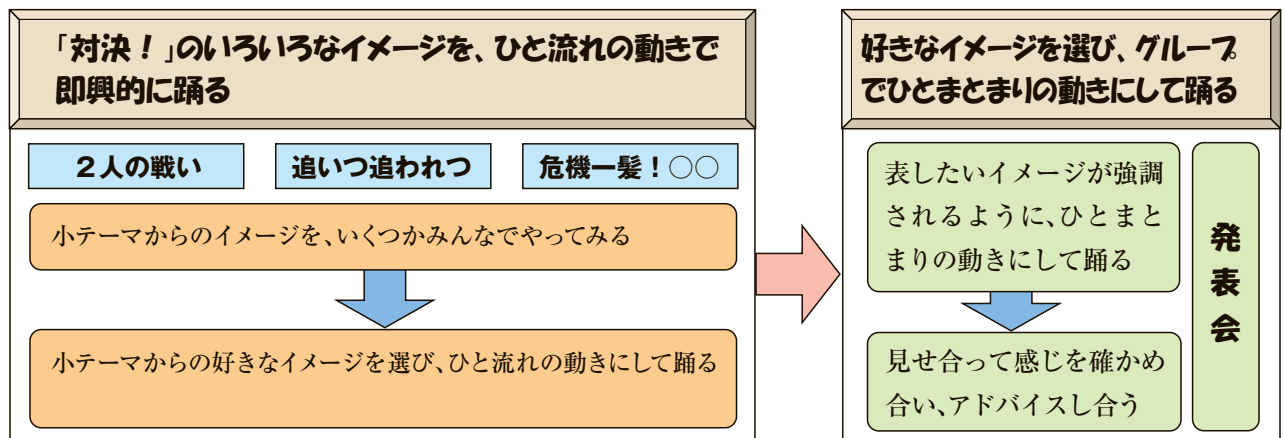 「対決！」のいろいろなイメージを、ひと流れの動きで
即興的に踊る
２人の戦い
追いつ追われつ
危機一髪！○○
小テーマからのイメージを、いくつかみんなでやってみる
小テーマからの好きなイメージを選び、ひと流れの動きにして踊る
好きなイメージを選び、グループ
でひとまとまりの動きにして踊る
表したいイメージが強調
されるように、ひとまと
まりの動きにして踊る
見せ合って感じを確かめ
合い、アドバイスし合う
発表会